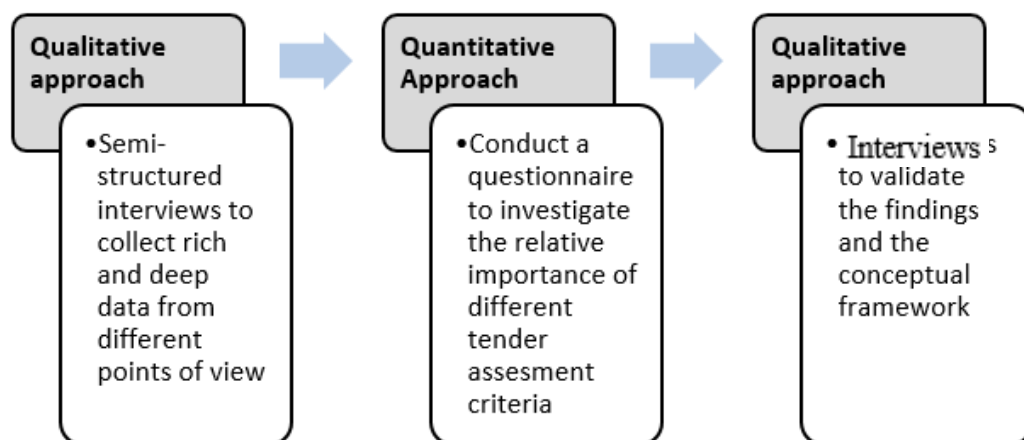 Qualitative
approach
•Semi-
structured
interviews to
collect rich
and deep
data from
different
points of view
Quantitative
Approach
•Conduct a
questionnaire
to investigate
the relative
importance of
different
tender
assesment
criteria
Qualitative
approach
• Interviews s
to validate
the findings
and the
conceptual
framework